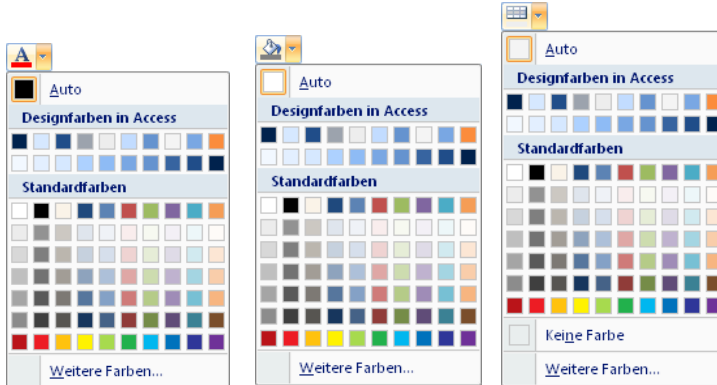 A
Auto
Designfarben in Access
Standardfarben
Weitere Farben...
Auto
Designfarben in Access
Standardfarben
Weitere Farben...
Auto
Designfarben in Access
Standardfarben
Keine Farbe
Weitere Farben...